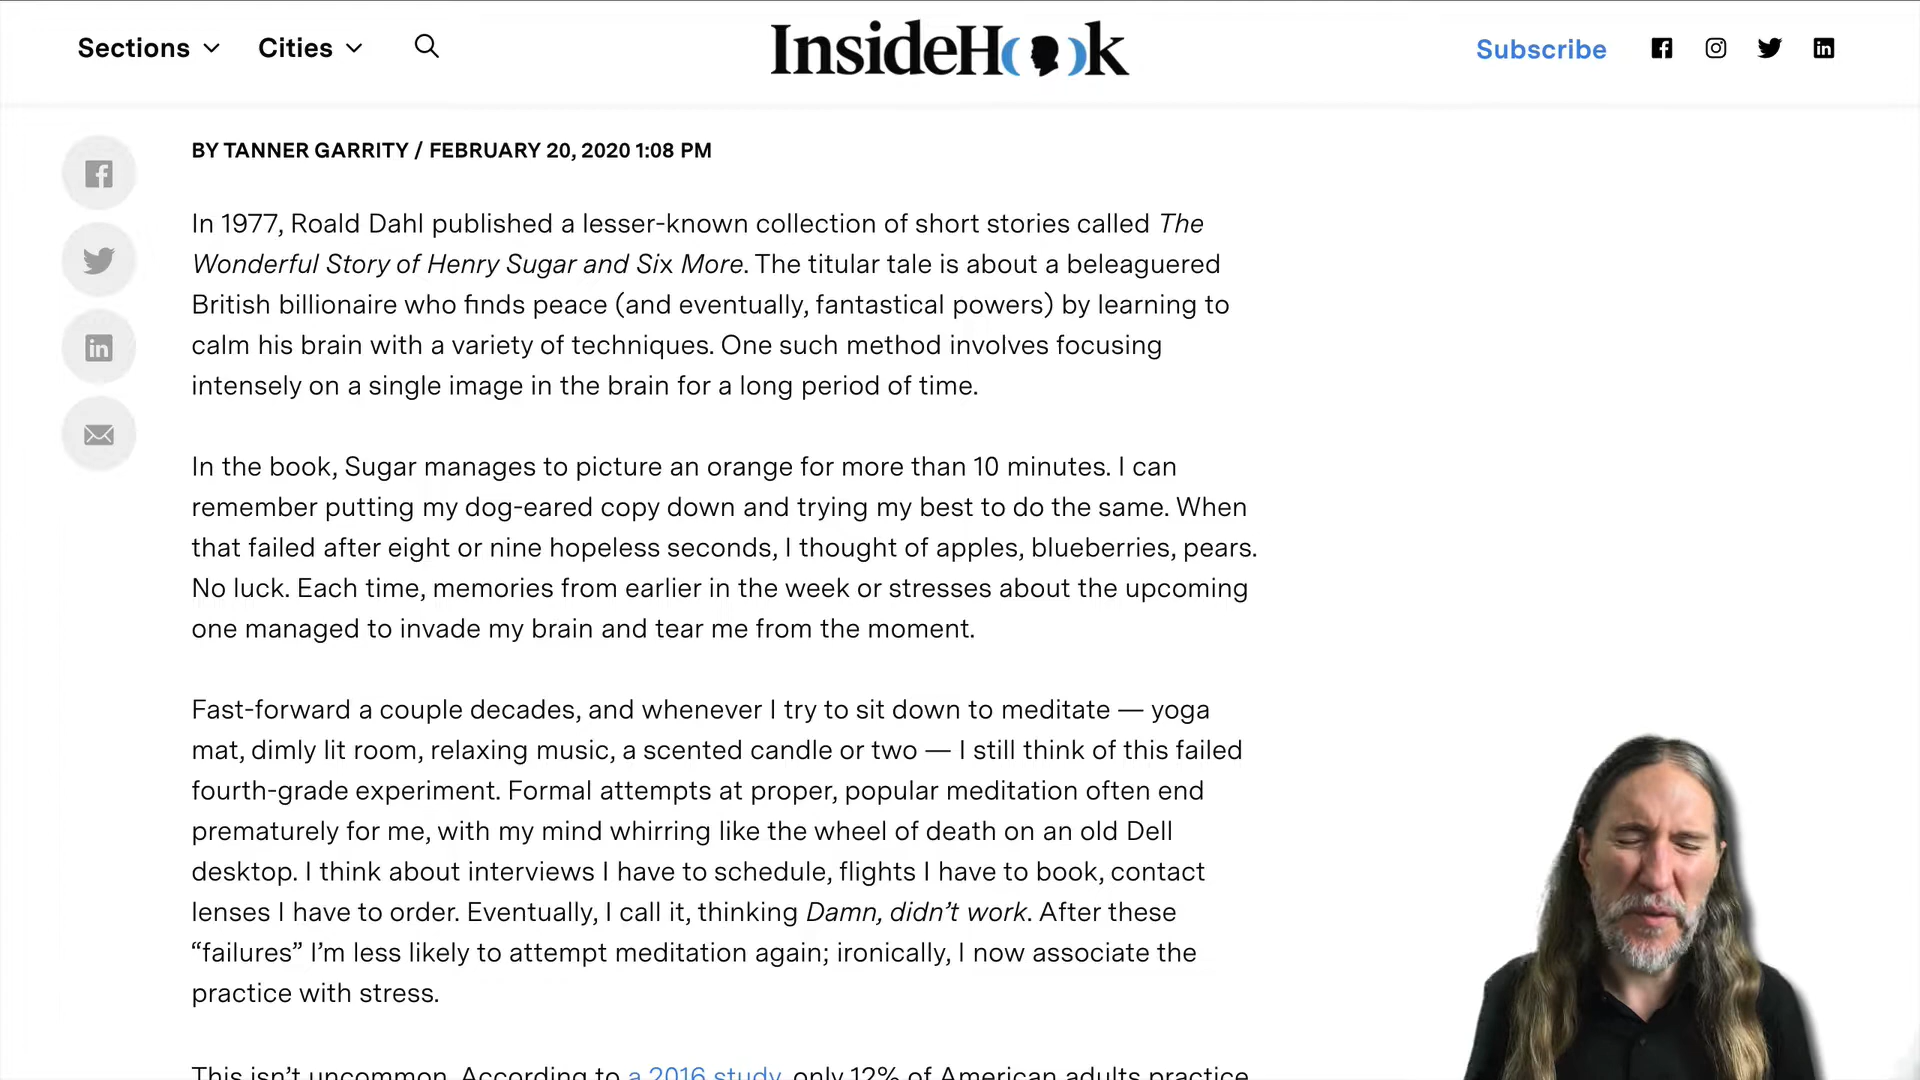 Sections Cities InsideHook Subscribe
BY TANNER GARRITY / FEBRUARY 20, 2020 1:08 PM
In 1977, Roald Dahl published a lesser-known collection of short stories called The
Wonderful Story of Henry Sugar and Six More. The titular tale is about a beleaguered
British billionaire who finds peace (and eventually, fantastical powers) by learning to
calm his brain with a variety of techniques. One such method involves focusing
intensely on a single image in the brain for a long period of time.
In the book, Sugar manages to picture an orange for more than 10 minutes. I can
remember putting my dog-eared copy down and trying my best to do the same. When
that failed after eight or nine hopeless seconds, I thought of apples, blueberries, pears.
No luck. Each time, memories from earlier in the week or stresses about the upcoming
one managed to invade my brain and tear me from the moment.
Fast-forward a couple decades, and whenever I try to sit down to meditate — yoga
mat, dimly lit room, relaxing music, a scented candle or two — I still think of this failed
fourth-grade experiment. Formal attempts at proper, popular meditation often end
prematurely for me, with my mind whirring like the wheel of death on an old Dell
desktop. I think about interviews I have to schedule, flights I have to book, contact
lenses I have to order. Eventually, I call it, thinking Damn, didn’t work. After these
“failures” I’m less likely to attempt meditation again; ironically, I now associate the
practice with stress.
This isn’t uncommon. According to a 2016 study, only 12% of American adults practice